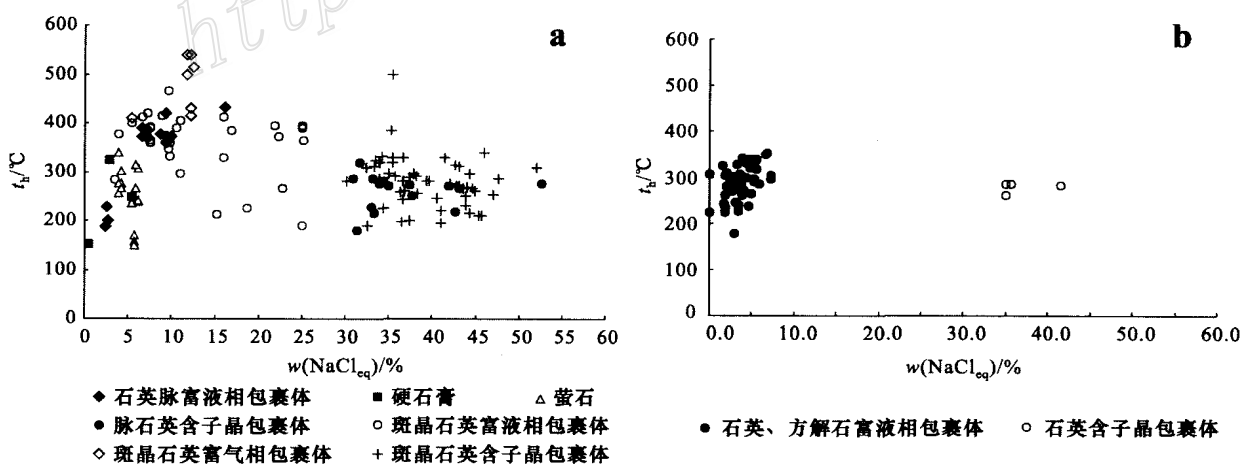 http
a
600
500
400
300
200
100
0
t_h/℃
0 5 10 15 20 25 30 35 40 45 50 55 60
w(NaCl_eq)/%
◆ 石英脉富液相包裹体 ■ 硬石膏 △ 萤石
● 脉石英含子晶包裹体 ○ 斑晶石英富液相包裹体
◇ 斑晶石英富气相包裹体 + 斑晶石英含子晶包裹体
b
600
500
400
300
200
100
0
t_h/℃
0.0 10.0 20.0 30.0 40.0 50.0 60.0
w(NaCl_eq)/%
● 石英、方解石富液相包裹体 ○ 石英含子晶包裹体